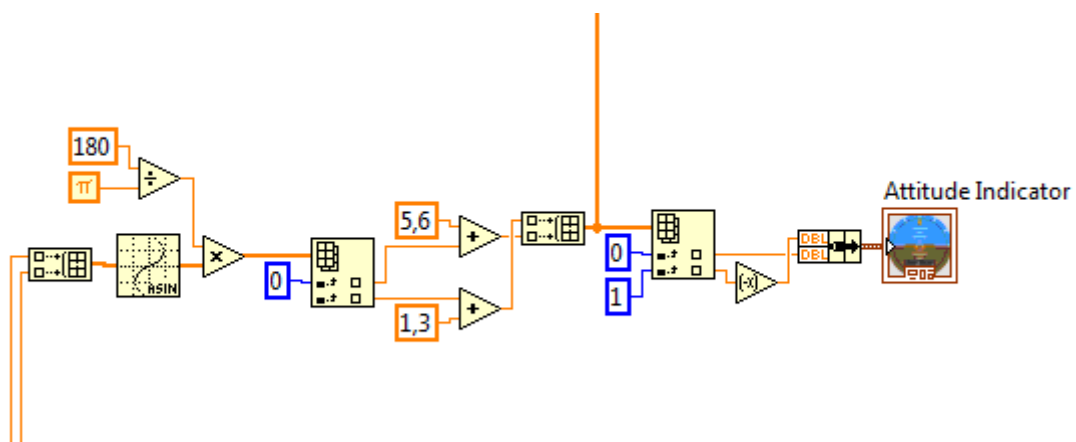 Attitude Indicator
180
÷
π
5,6
+
×
ASIN
0
1,3
+
0
1
-x
DBL
DBL